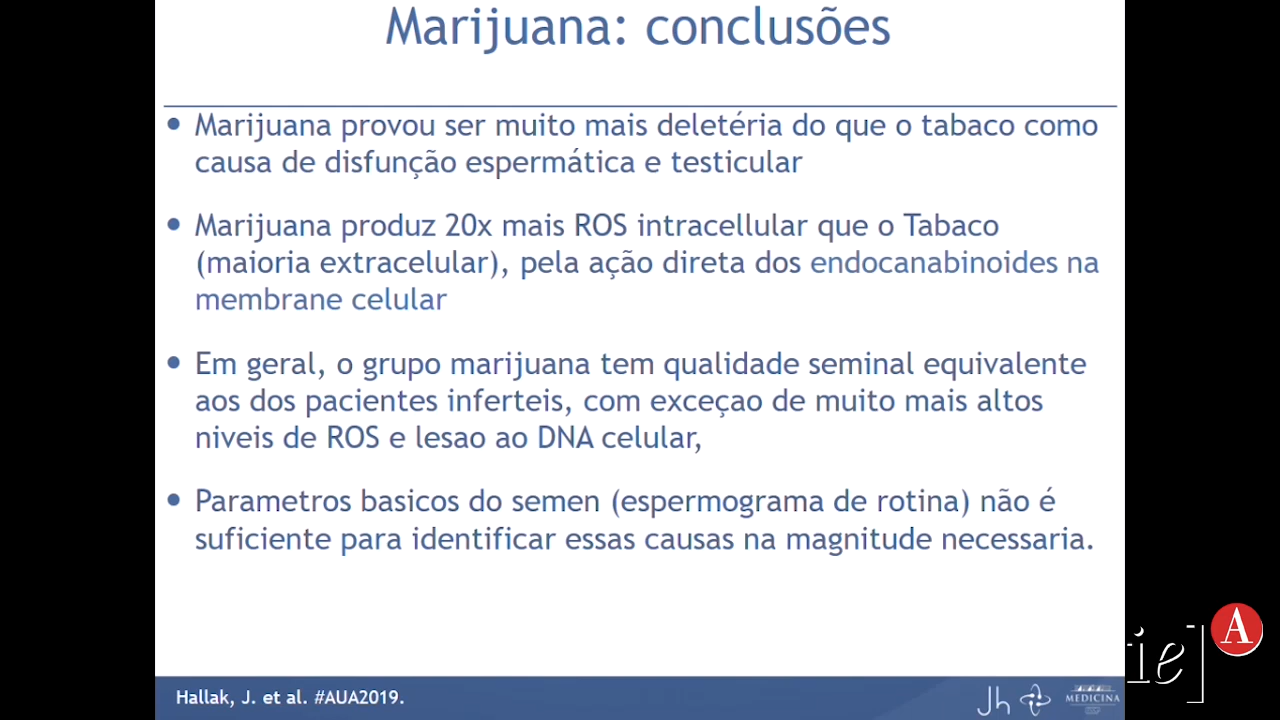 Marijuana: conclusões
• Marijuana provou ser muito mais deletéria do que o tabaco como
causa de disfunção espermática e testicular
• Marijuana produz 20x mais ROS intracellular que o Tabaco
(maioria extracelular), pela ação direta dos endocanabinoides na
membrane celular
• Em geral, o grupo marijuana tem qualidade seminal equivalente
aos dos pacientes inferteis, com exceçao de muito mais altos
niveis de ROS e lesao ao DNA celular,
• Parametros basicos do semen (espermograma de rotina) não é
suficiente para identificar essas causas na magnitude necessaria.
Hallak, J. et al. #AUA2019.
Jh
MEDICINA
ie]
A